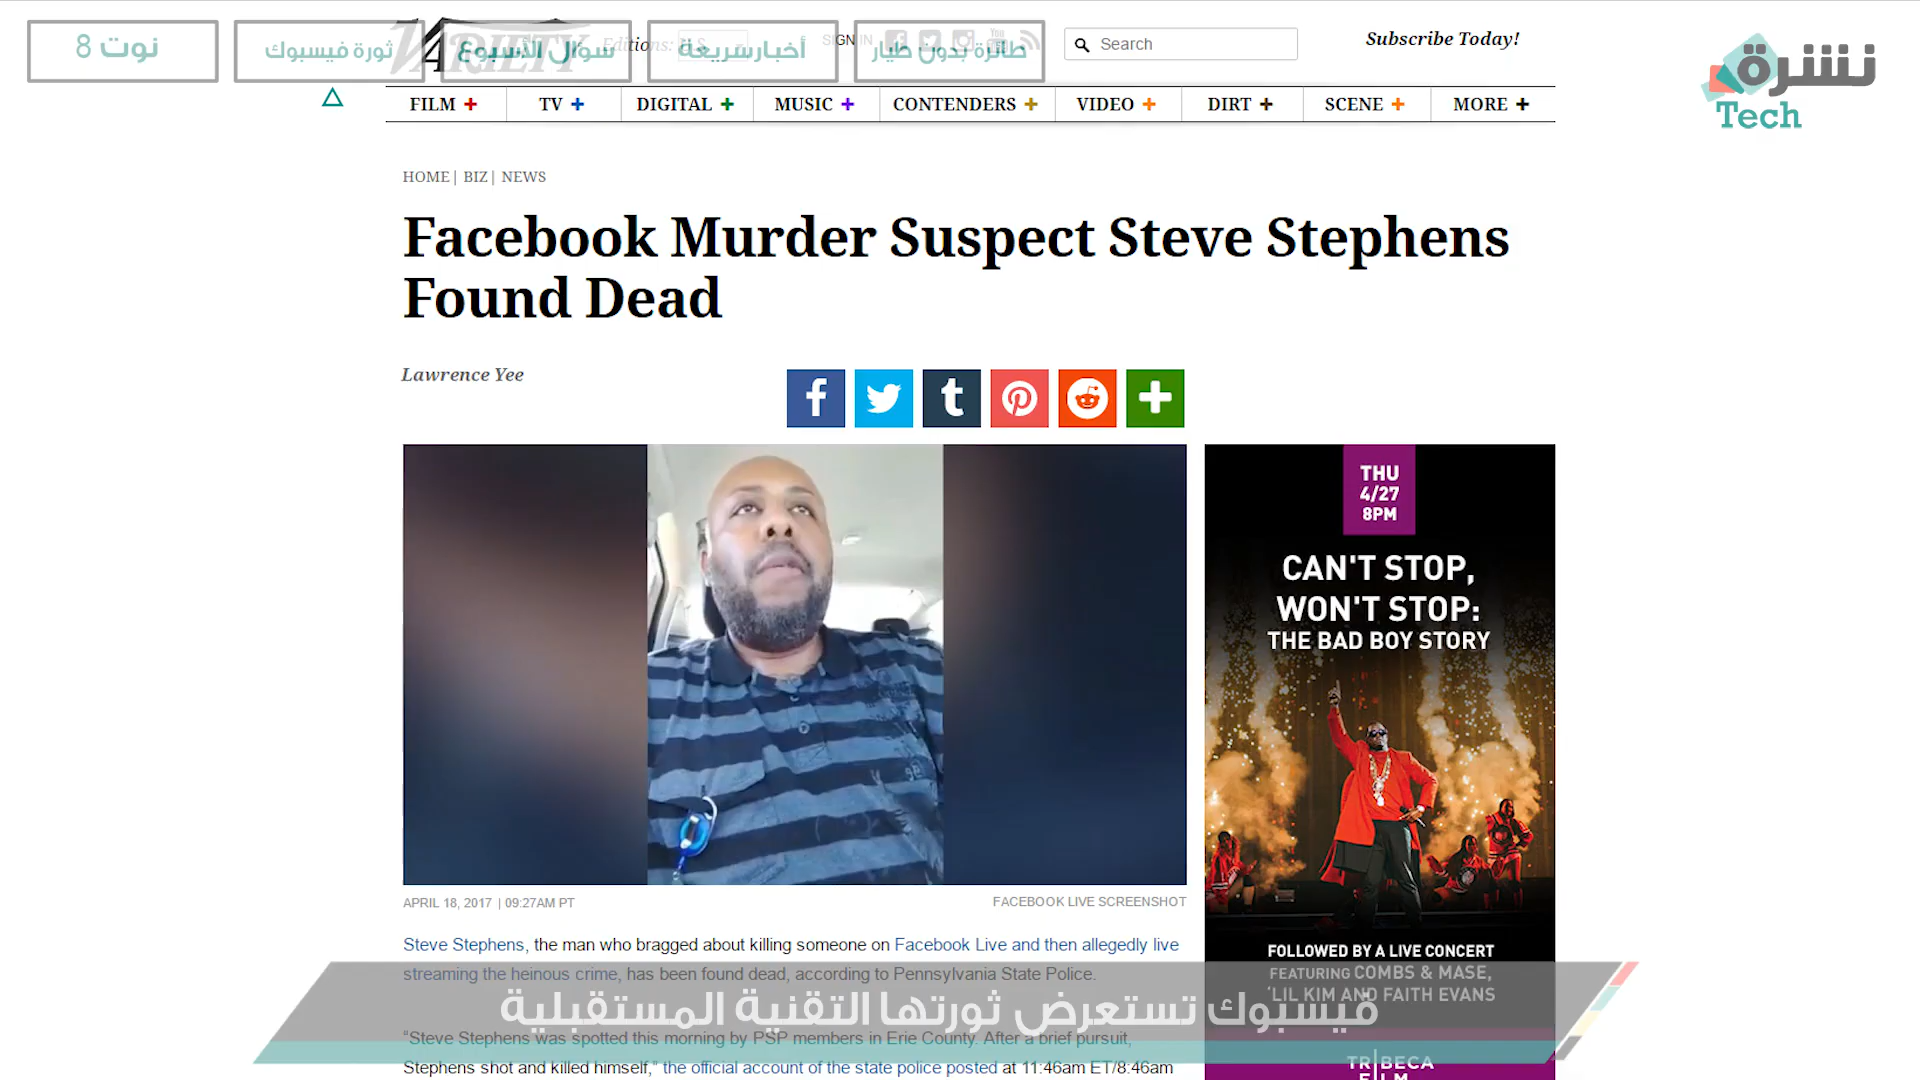 نوت 8
ثورة فيسبوك
سؤال الأسبوع
أخبار سريعة
طائرة بدون طيار
VARIETY
Editions: U.S.
SIGN IN
Search
Subscribe Today!
نشرة
Tech
FILM + TV + DIGITAL + MUSIC + CONTENDERS + VIDEO + DIRT + SCENE + MORE +
HOME | BIZ | NEWS
Facebook Murder Suspect Steve Stephens
Found Dead
Lawrence Yee
THU
4/27
8PM
CAN'T STOP,
WON'T STOP:
THE BAD BOY STORY
FOLLOWED BY A LIVE CONCERT
FEATURING COMBS & MASE,
'LIL KIM AND FAITH EVANS
TRIBECA
FILM
APRIL 18, 2017 | 09:27AM PT
FACEBOOK LIVE SCREENSHOT
Steve Stephens, the man who bragged about killing someone on Facebook Live and then allegedly live
streaming the heinous crime, has been found dead, according to Pennsylvania State Police.
فيسبوك تستعرض ثورتها التقنية المستقبلية
“Steve Stephens was spotted this morning by PSP members in Erie County. After a brief pursuit,
Stephens shot and killed himself,” the official account of the state police posted at 11:46am ET/8:46am